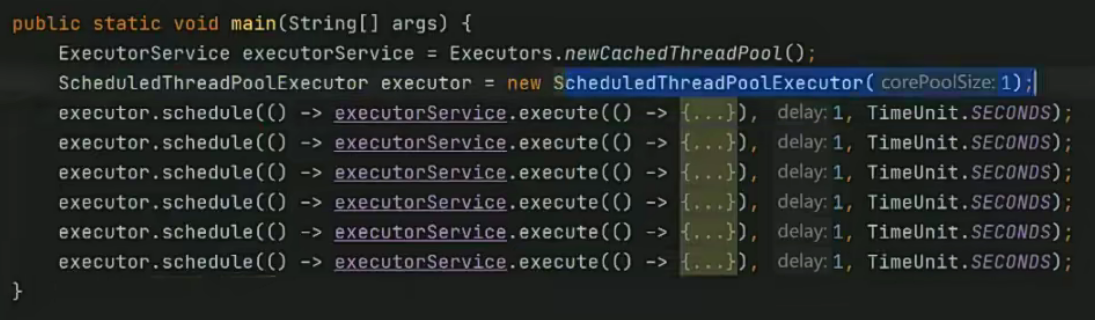 public static void main(String[] args) {
ExecutorService executorService = Executors.newCachedThreadPool();
ScheduledThreadPoolExecutor executor = new ScheduledThreadPoolExecutor( corePoolSize: 1);
executor.schedule(() -> executorService.execute(() -> {...}), delay: 1, TimeUnit.SECONDS);
executor.schedule(() -> executorService.execute(() -> {...}), delay: 1, TimeUnit.SECONDS);
executor.schedule(() -> executorService.execute(() -> {...}), delay: 1, TimeUnit.SECONDS);
executor.schedule(() -> executorService.execute(() -> {...}), delay: 1, TimeUnit.SECONDS);
executor.schedule(() -> executorService.execute(() -> {...}), delay: 1, TimeUnit.SECONDS);
executor.schedule(() -> executorService.execute(() -> {...}), delay: 1, TimeUnit.SECONDS);
}